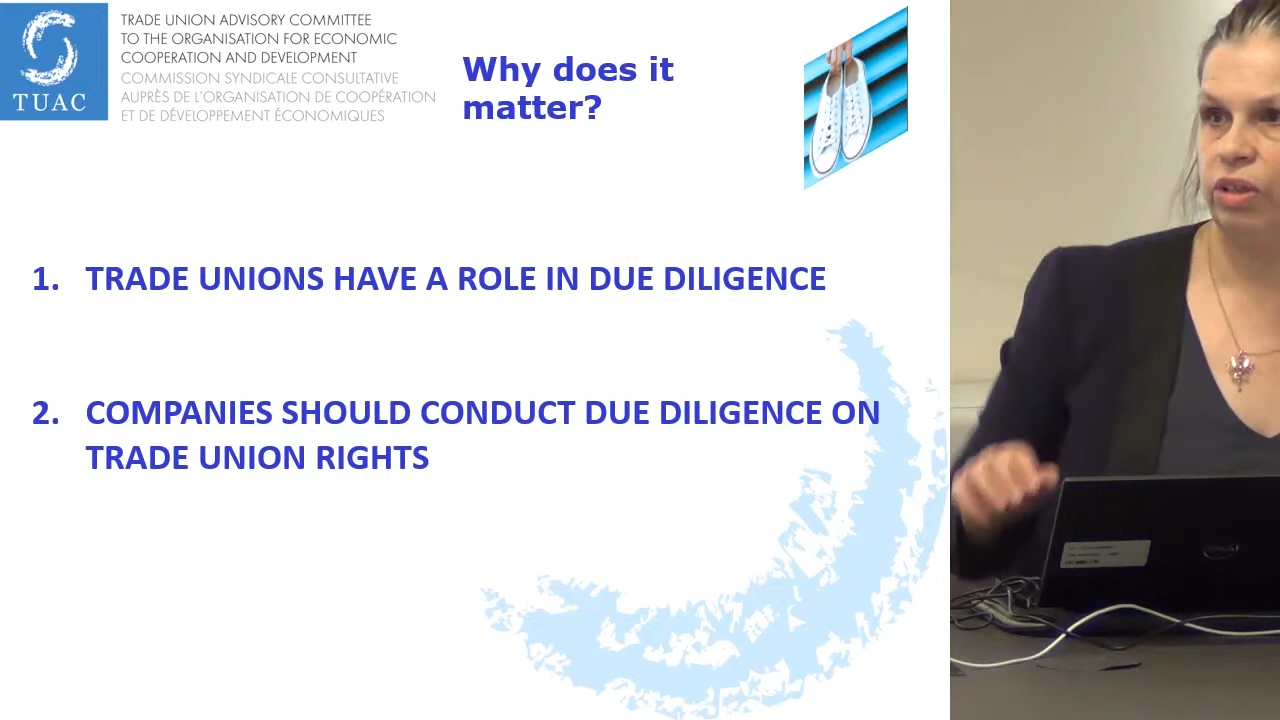 TUAC
TRADE UNION ADVISORY COMMITTEE
TO THE ORGANISATION FOR ECONOMIC
COOPERATION AND DEVELOPMENT
COMMISSION SYNDICALE CONSULTATIVE
AUPRÈS DE L'ORGANISATION DE COOPÉRATION
ET DE DÉVELOPPEMENT ÉCONOMIQUES
Why does it
matter?
1. TRADE UNIONS HAVE A ROLE IN DUE DILIGENCE
2. COMPANIES SHOULD CONDUCT DUE DILIGENCE ON
TRADE UNION RIGHTS